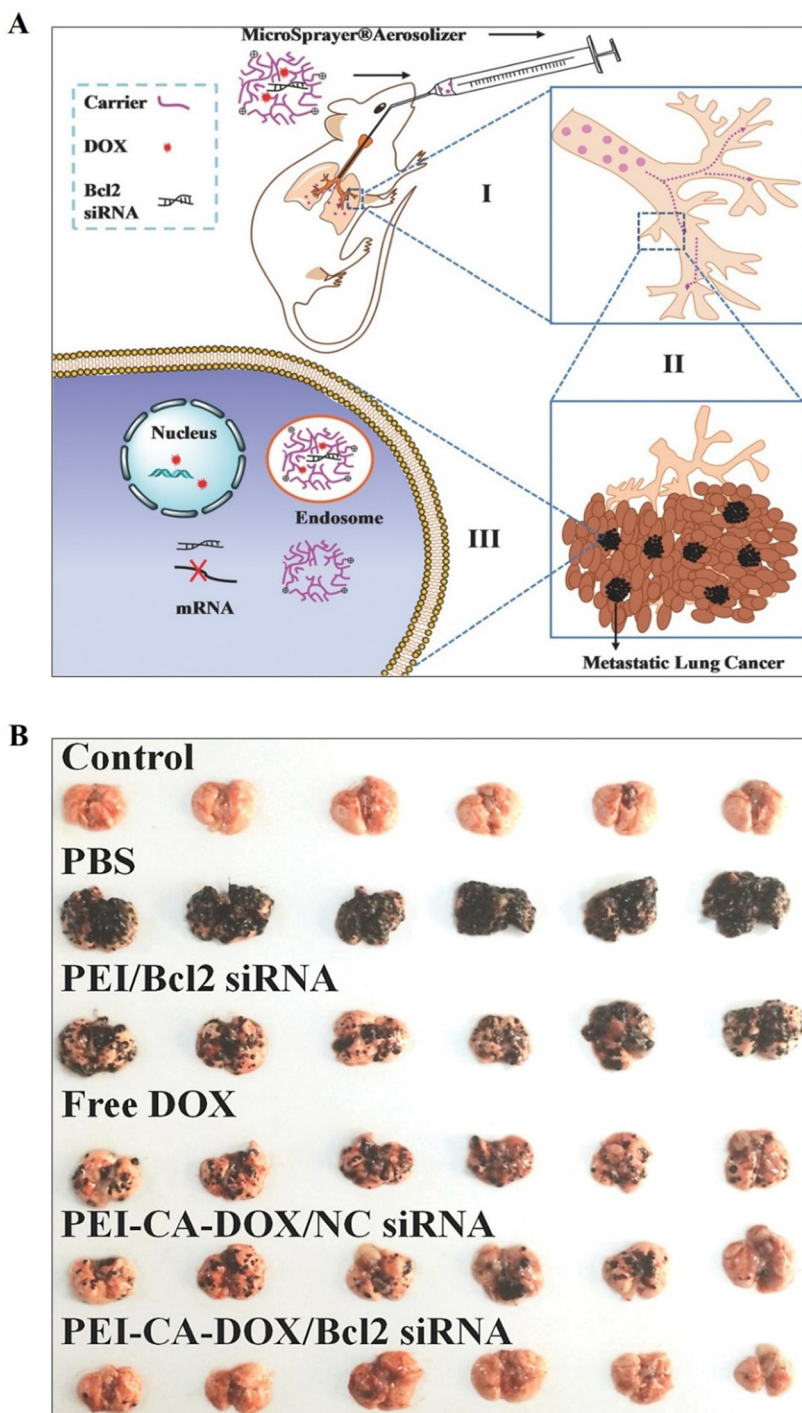 A
MicroSprayer®Aerosolizer
Carrier
DOX
Bcl2
siRNA
I
II
Nucleus
Endosome
III
mRNA
Metastatic Lung Cancer
B
Control
PBS
PEI/Bcl2 siRNA
Free DOX
PEI-CA-DOX/NC siRNA
PEI-CA-DOX/Bcl2 siRNA